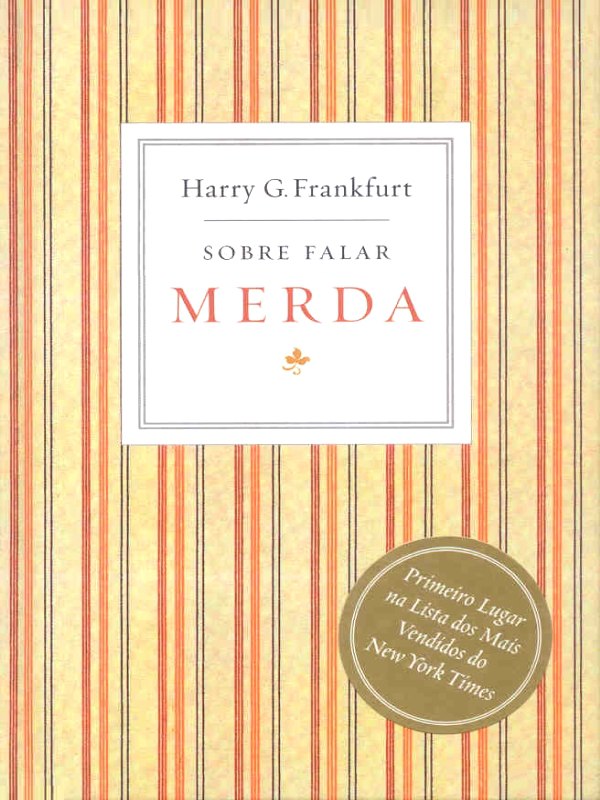 Harry G. Frankfurt
SOBRE FALAR
MERDA
Primeiro Lugar
na Lista dos Mais
Vendidos do
New York Times